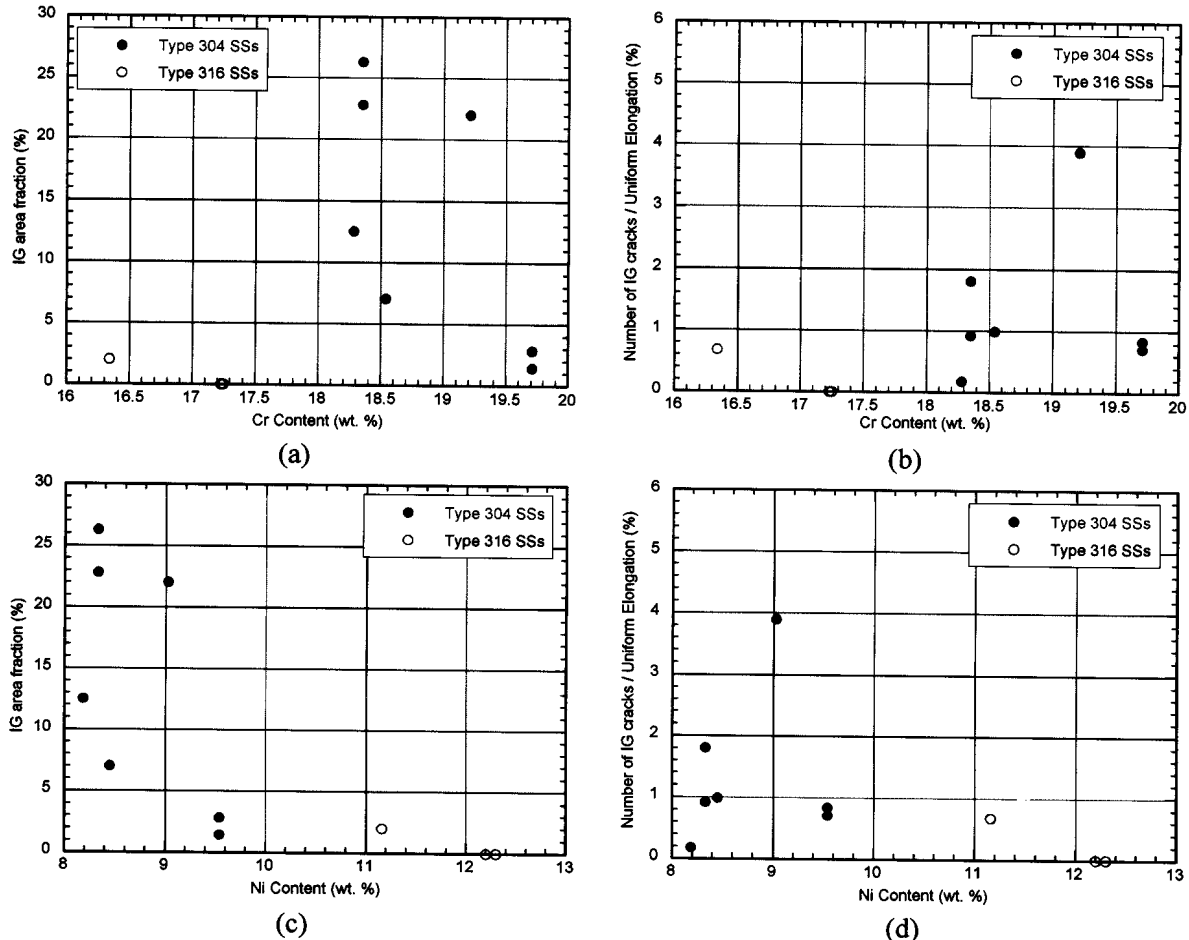 30
25
20
15
10
5
0
IG area fraction (%)
Type 304 SSs
Type 316 SSs
16 16.5 17 17.5 18 18.5 19 19.5 20
Cr Content (wt. %)
(a)
6
5
4
3
2
1
0
Number of IG cracks / Uniform Elongation (%)
Type 304 SSs
Type 316 SSs
16 16.5 17 17.5 18 18.5 19 19.5 20
Cr Content (wt. %)
(b)
30
25
20
15
10
5
0
IG area fraction (%)
Type 304 SSs
Type 316 SSs
8 9 10 11 12 13
Ni Content (wt. %)
(c)
6
5
4
3
2
1
0
Number of IG cracks / Uniform Elongation (%)
Type 304 SSs
Type 316 SSs
8 9 10 11 12 13
Ni Content (wt. %)
(d)